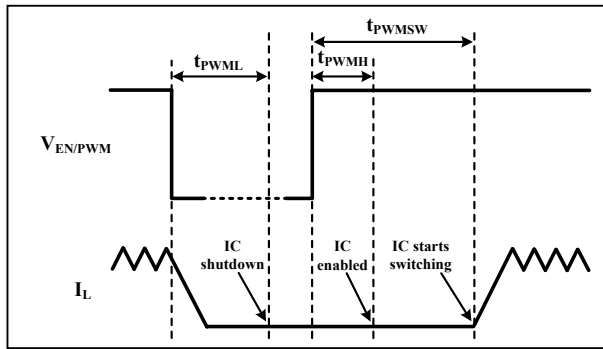 tPWMSW
tPWML
tPWMH
VEN/PWM
IC
shutdown
IC
enabled
IC starts
switching
IL